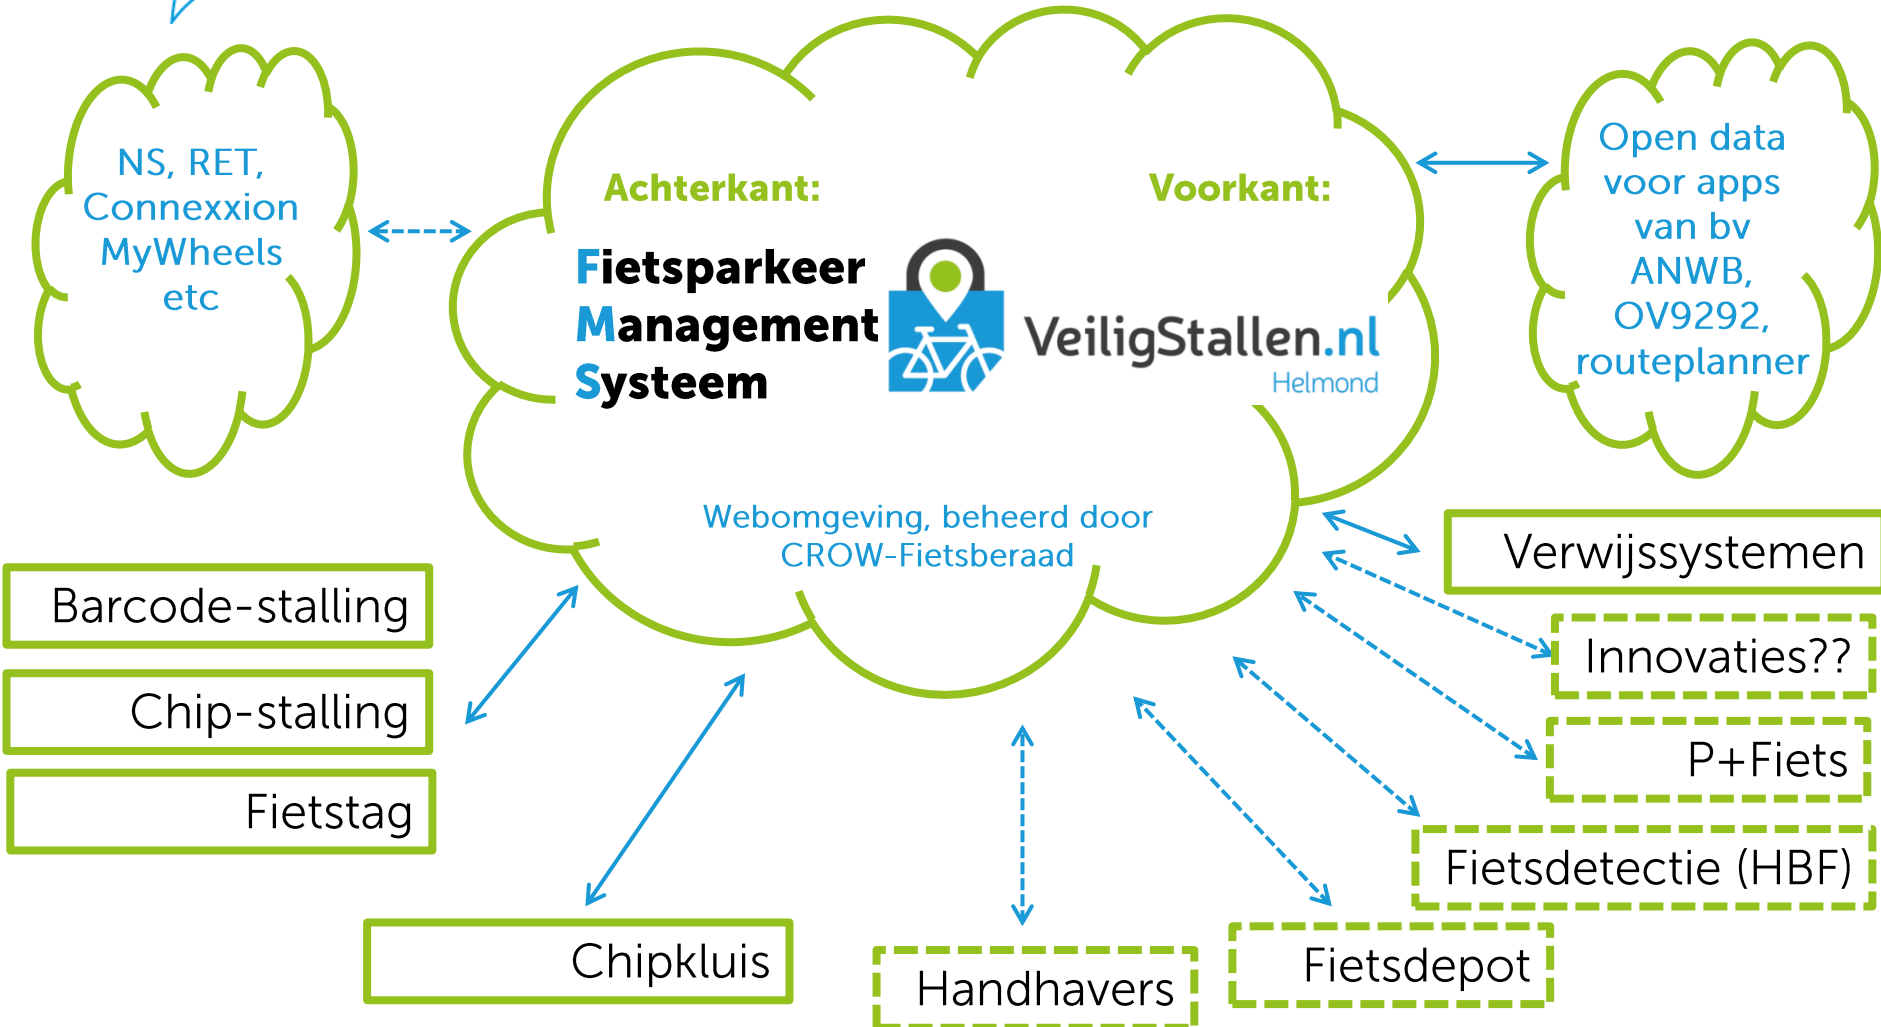 NS, RET,
Connexxion
MyWheels
etc
Achterkant:
Fietsparkeer
Management
Systeem
Voorkant:
VeiligStallen.nl
Helmond
Webomgeving, beheerd door
CROW-Fietsberaad
Open data
voor apps
van bv
ANWB,
OV9292,
routeplanner
Barcode-stalling
Chip-stalling
Fietstag
Chipkluis
Handhavers
Fietsdepot
Fietsdetectie (HBF)
P+Fiets
Innovaties??
Verwijssystemen